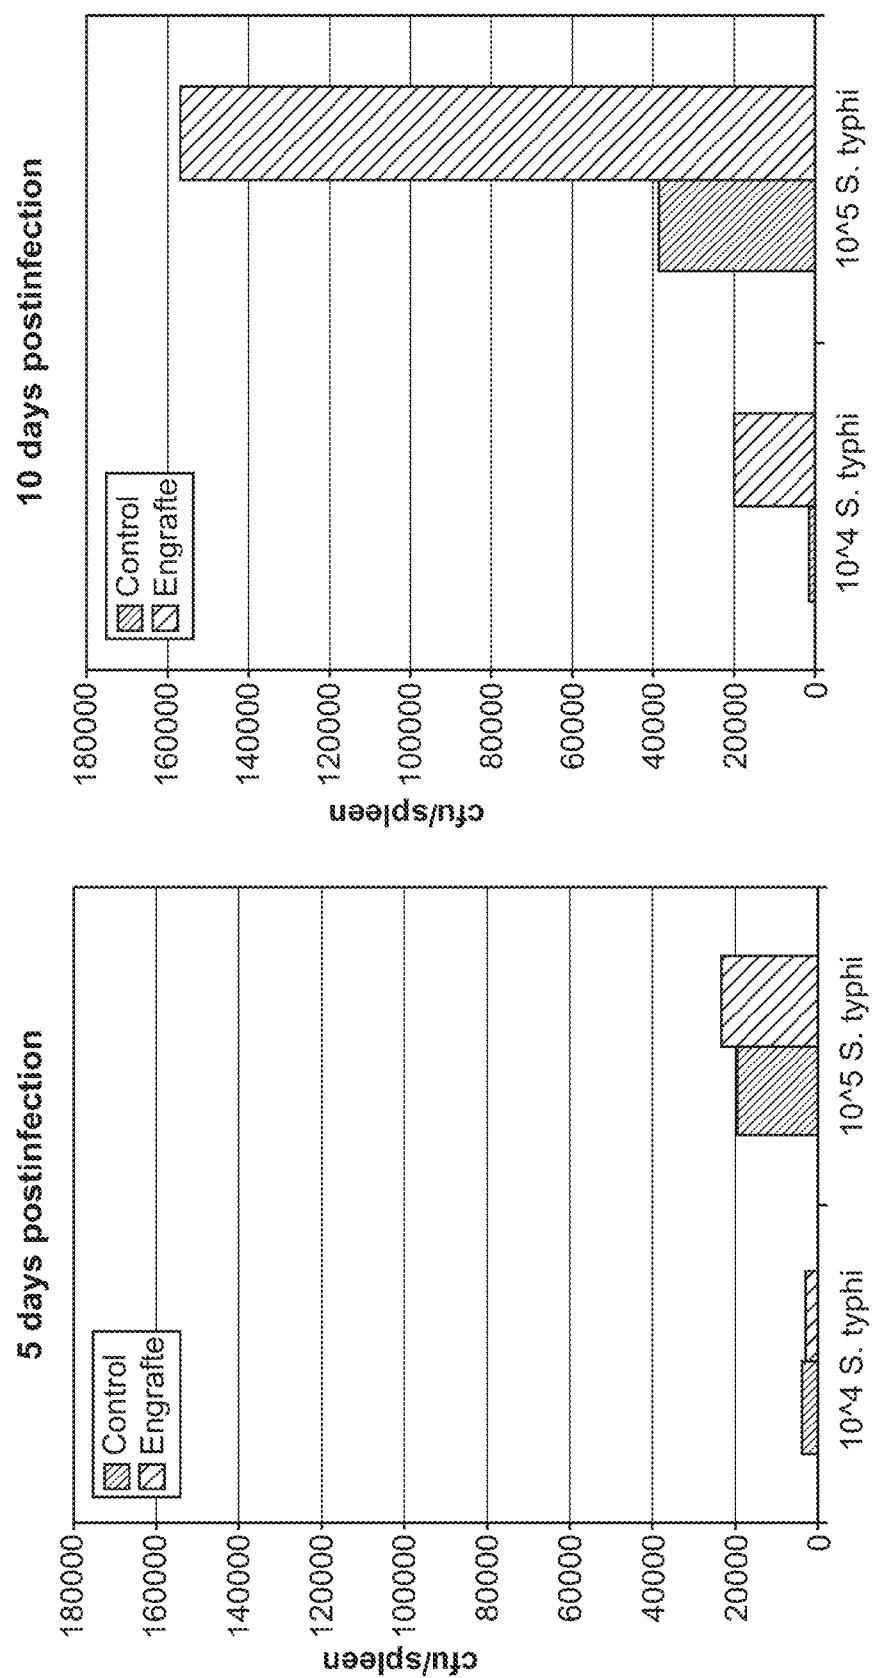 5 days postinfection
Control
Engrafte
cfu/spleen
180000
160000
140000
120000
100000
80000
60000
40000
20000
0
10^4 S. typhi
10^5 S. typhi
10 days postinfection
Control
Engrafte
cfu/spleen
180000
160000
140000
120000
100000
80000
60000
40000
20000
0
10^4 S. typhi
10^5 S. typhi